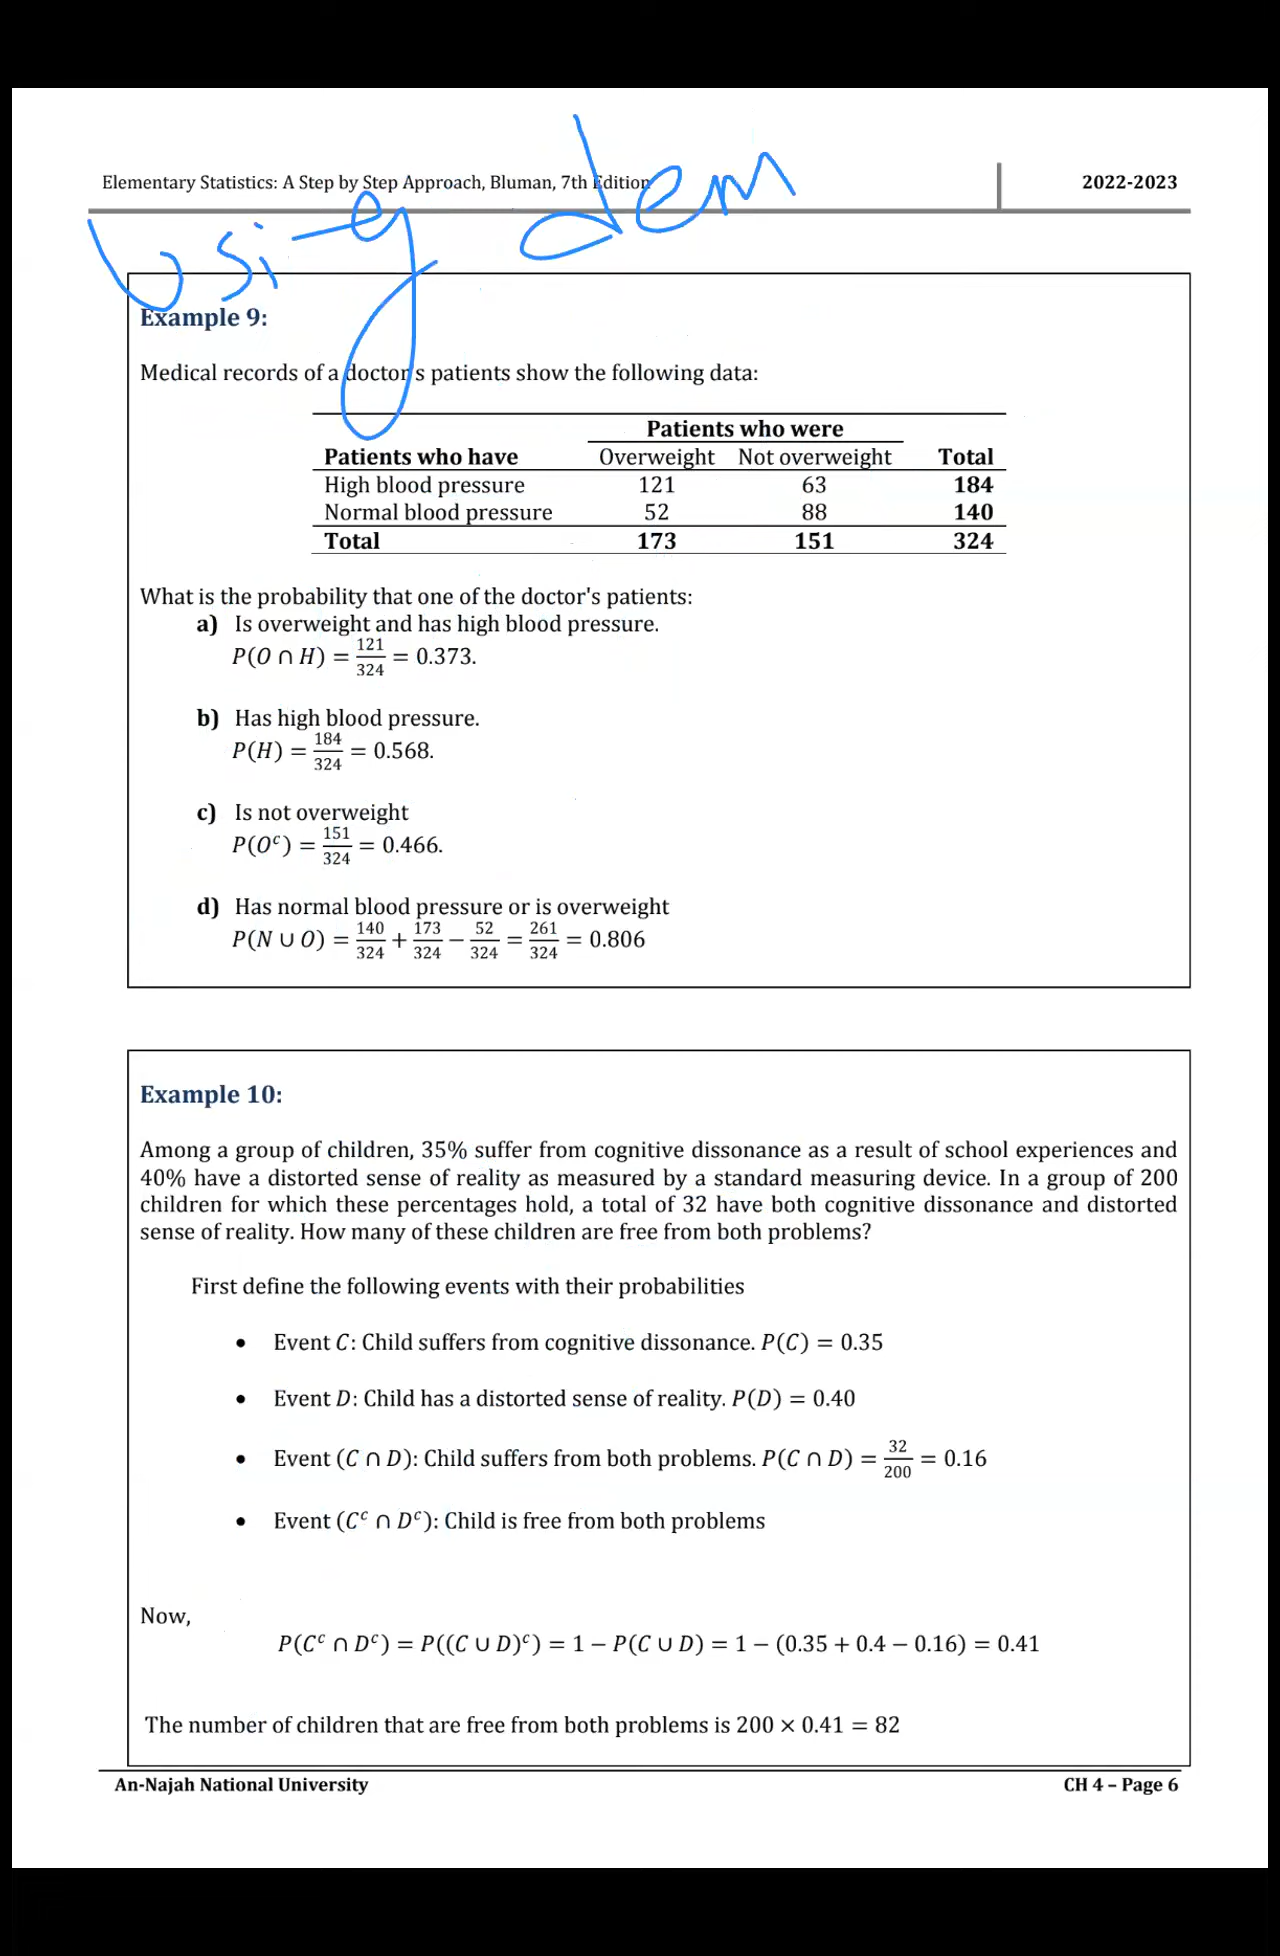 Elementary Statistics: A Step by Step Approach, Bluman, 7th Edition 2022-2023
using dem
Example 9:
Medical records of a doctor's patients show the following data:
Patients who were
Patients who have Overweight Not overweight Total
High blood pressure 121 63 184
Normal blood pressure 52 88 140
Total 173 151 324
What is the probability that one of the doctor's patients:
a) Is overweight and has high blood pressure.
P(O ∩ H) = 121/324 = 0.373.
b) Has high blood pressure.
P(H) = 184/324 = 0.568.
c) Is not overweight
P(Oᶜ) = 151/324 = 0.466.
d) Has normal blood pressure or is overweight
P(N ∪ O) = 140/324 + 173/324 − 52/324 = 261/324 = 0.806
Example 10:
Among a group of children, 35% suffer from cognitive dissonance as a result of school experiences and
40% have a distorted sense of reality as measured by a standard measuring device. In a group of 200
children for which these percentages hold, a total of 32 have both cognitive dissonance and distorted
sense of reality. How many of these children are free from both problems?
First define the following events with their probabilities
• Event C: Child suffers from cognitive dissonance. P(C) = 0.35
• Event D: Child has a distorted sense of reality. P(D) = 0.40
• Event (C ∩ D): Child suffers from both problems. P(C ∩ D) = 32/200 = 0.16
• Event (Cᶜ ∩ Dᶜ): Child is free from both problems
Now,
P(Cᶜ ∩ Dᶜ) = P((C ∪ D)ᶜ) = 1 − P(C ∪ D) = 1 − (0.35 + 0.4 − 0.16) = 0.41
The number of children that are free from both problems is 200 × 0.41 = 82
An-Najah National University CH 4 – Page 6